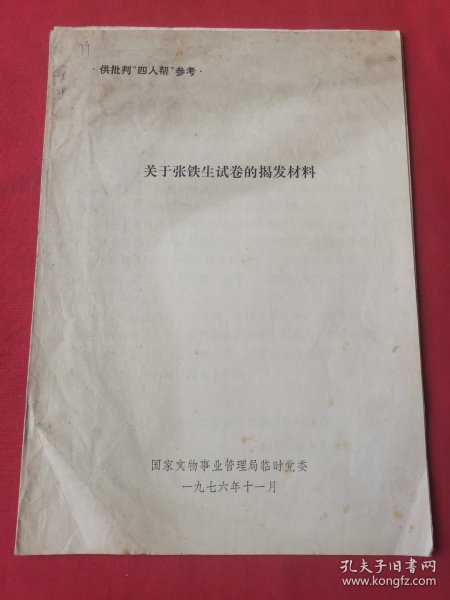 79
·供批判“四人帮”参考·
关于张铁生试卷的揭发材料
国家文物事业管理局临时党委
一九七六年十一月
孔夫子旧书网
www.kongfz.com